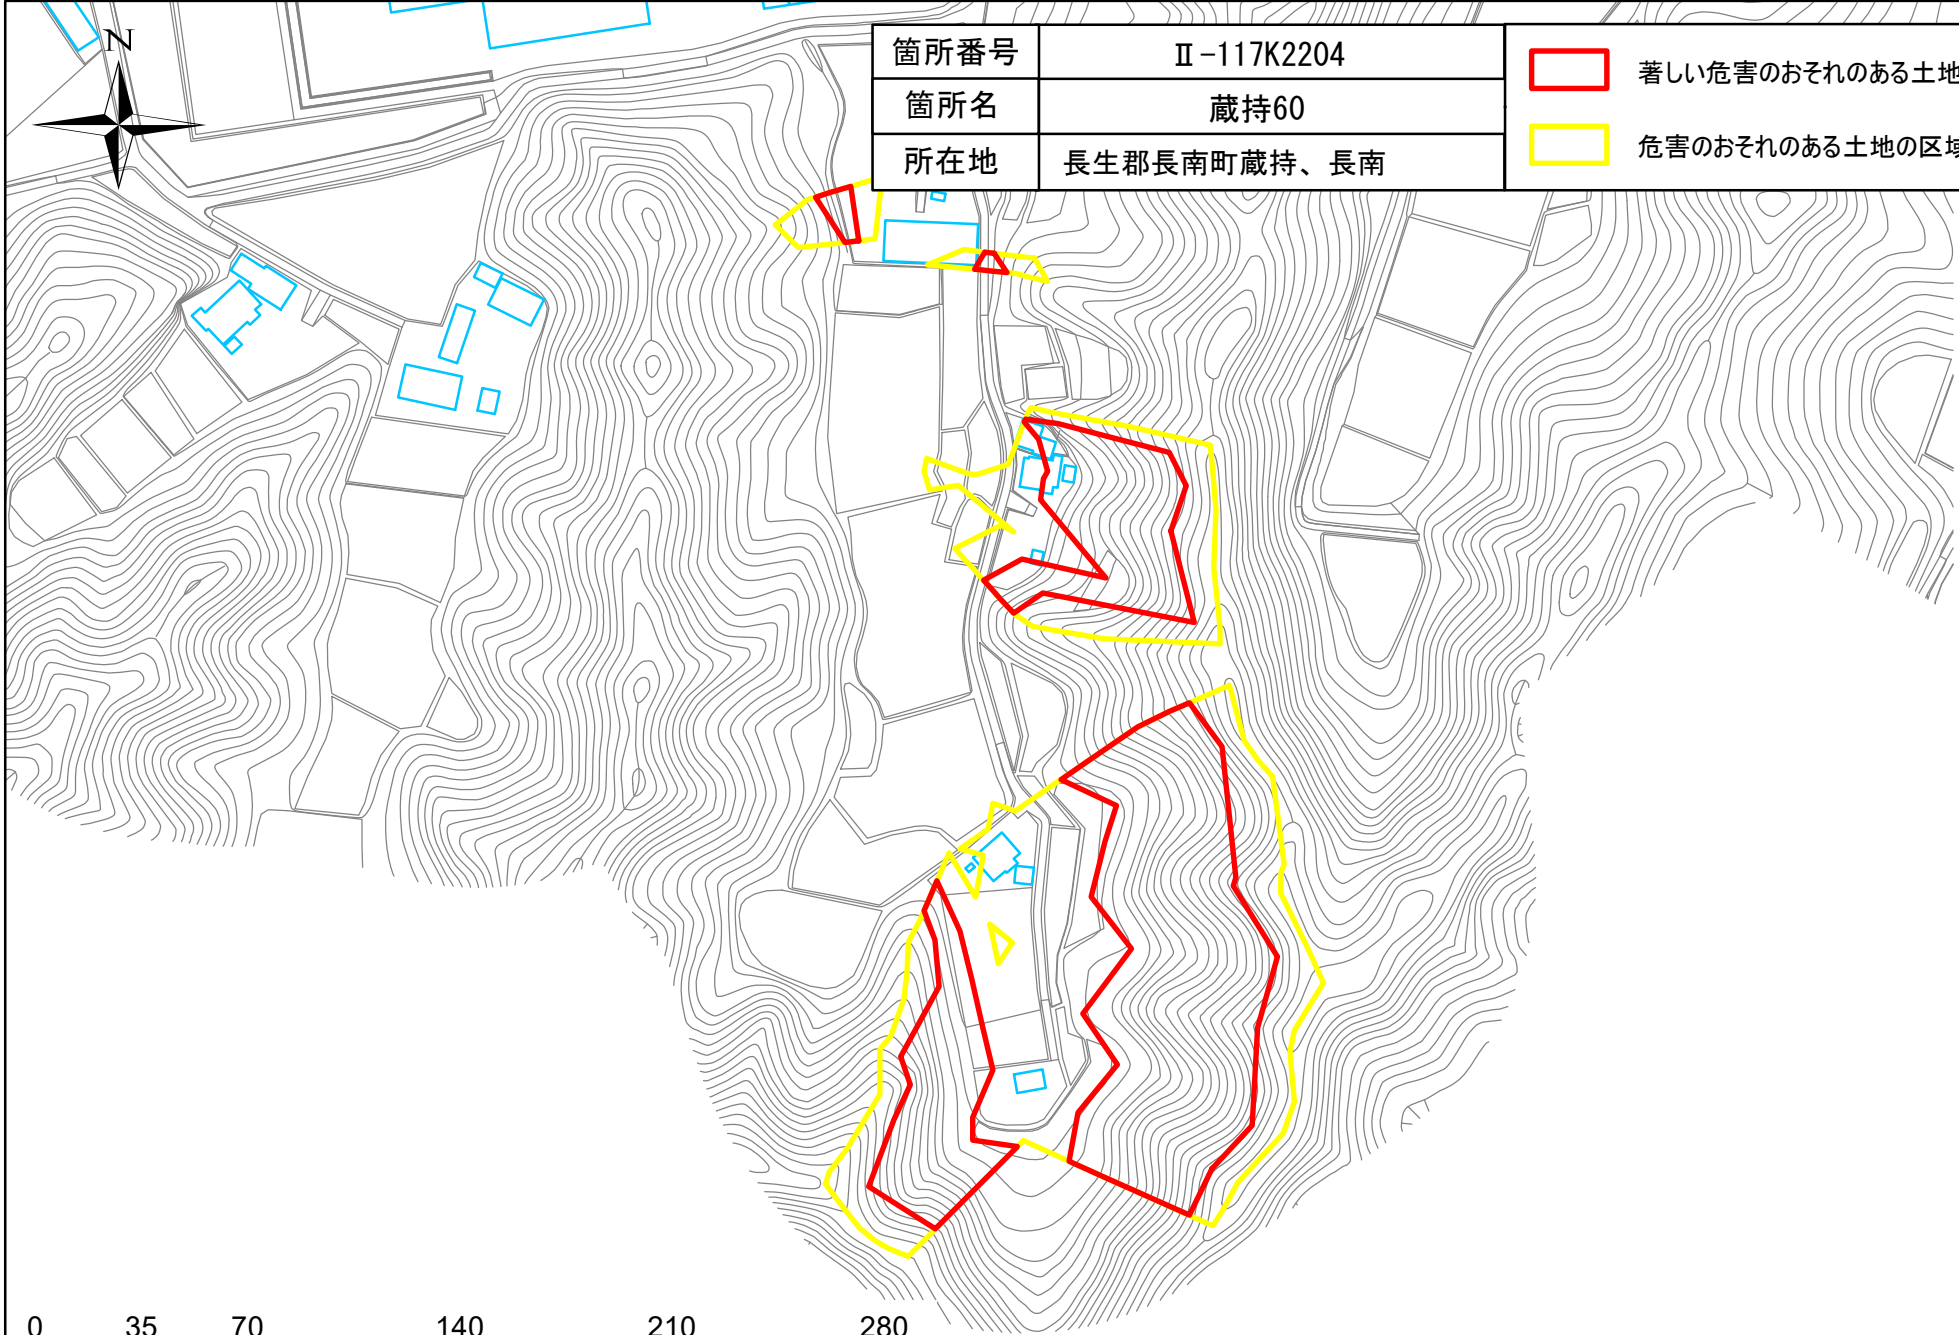 N
箇所番号 Ⅱ-117K2204
箇所名 蔵持60
所在地 長生郡長南町蔵持、長南
著しい危害のおそれのある土地
危害のおそれのある土地の区域
0 35 70 140 210 280